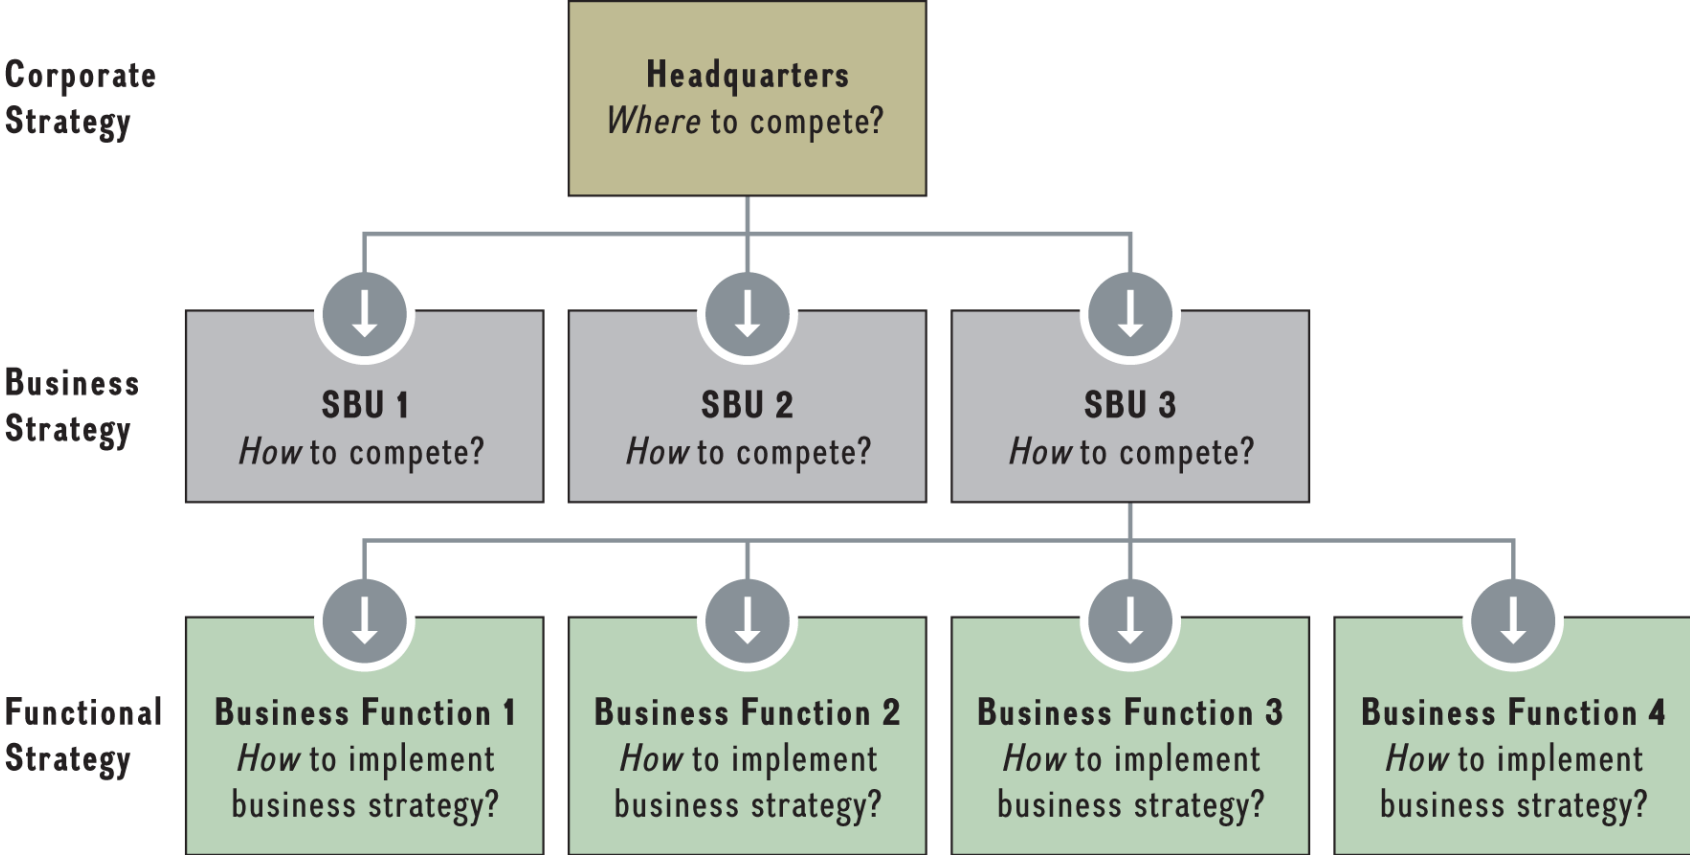 Corporate
Strategy
Headquarters
Where to compete?
Business
Strategy
SBU 1
How to compete?
SBU 2
How to compete?
SBU 3
How to compete?
Functional
Strategy
Business Function 1
How to implement
business strategy?
Business Function 2
How to implement
business strategy?
Business Function 3
How to implement
business strategy?
Business Function 4
How to implement
business strategy?